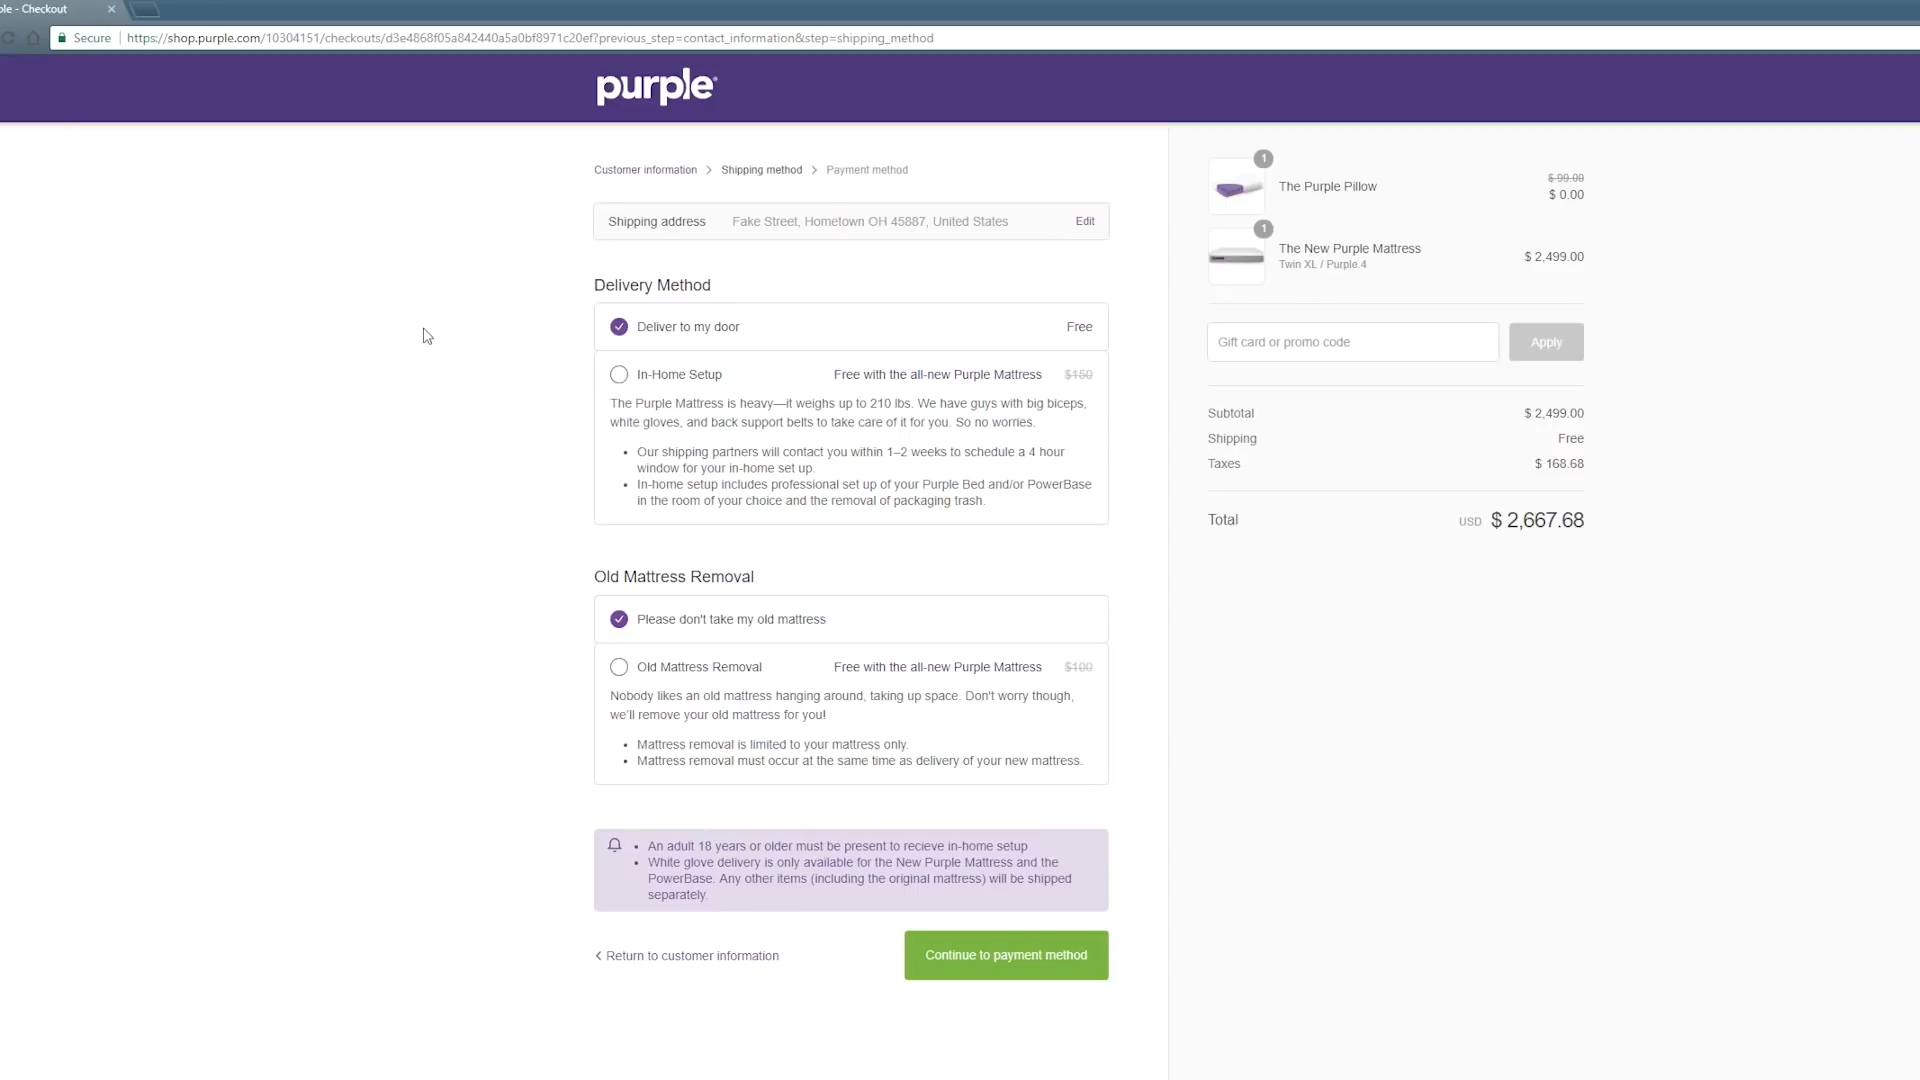 ple - Checkout
Secure https://shop.purple.com/10304151/checkouts/d3e4868f05a842440a5a0bf8971c20ef?previous_step=contact_information&step=shipping_method
purple
Customer information > Shipping method > Payment method
Shipping address Fake Street, Hometown OH 45887, United States Edit
Delivery Method
Deliver to my door Free
In-Home Setup Free with the all-new Purple Mattress $150
The Purple Mattress is heavy—it weighs up to 210 lbs. We have guys with big biceps,
white gloves, and back support belts to take care of it for you. So no worries.
• Our shipping partners will contact you within 1–2 weeks to schedule a 4 hour
window for your in-home set up.
• In-home setup includes professional set up of your Purple Bed and/or PowerBase
in the room of your choice and the removal of packaging trash.
Old Mattress Removal
Please don't take my old mattress
Old Mattress Removal Free with the all-new Purple Mattress $100
Nobody likes an old mattress hanging around, taking up space. Don't worry though,
we'll remove your old mattress for you!
• Mattress removal is limited to your mattress only.
• Mattress removal must occur at the same time as delivery of your new mattress.
• An adult 18 years or older must be present to recieve in-home setup
• White glove delivery is only available for the New Purple Mattress and the
PowerBase. Any other items (including the original mattress) will be shipped
separately.
< Return to customer information
Continue to payment method
1
The Purple Pillow
$ 99.00
$ 0.00
1
The New Purple Mattress
Twin XL / Purple.4
$ 2,499.00
Gift card or promo code Apply
Subtotal $ 2,499.00
Shipping Free
Taxes $ 168.68
Total USD $ 2,667.68